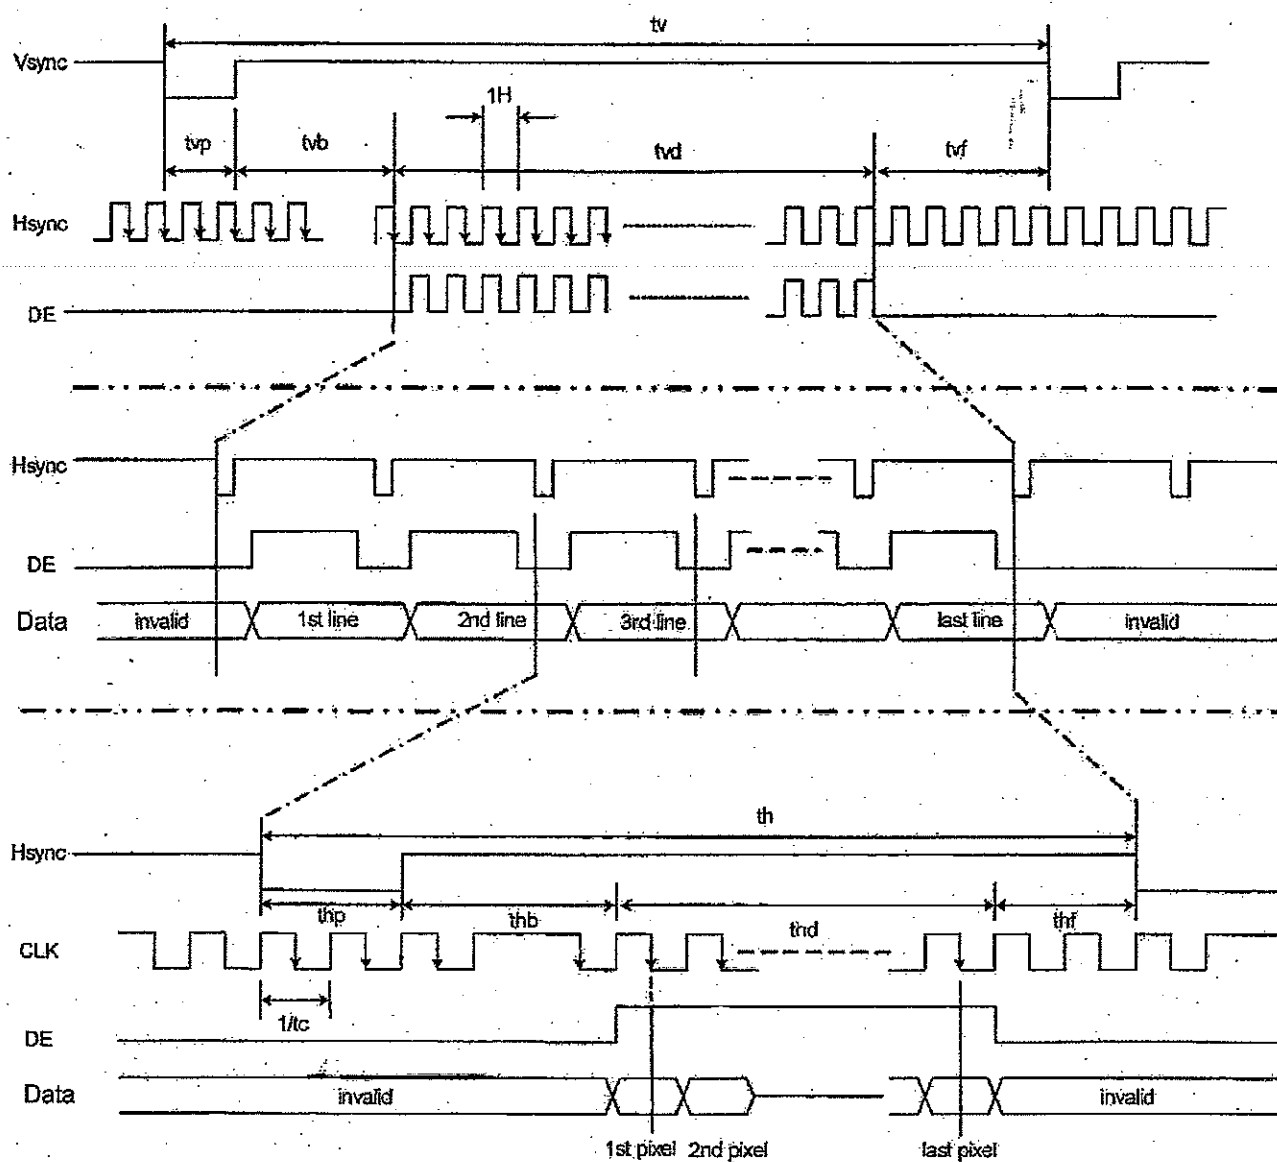 tv
Vsync
1H
tvp
tvb
tvd
tvf
Hsync
DE
Hsync
DE
Data
invalid
1st line
2nd line
3rd line
last line
invalid
th
Hsync
thp
thb
thd
thf
CLK
1/tc
DE
Data
invalid
invalid
1st pixel
2nd pixel
last pixel